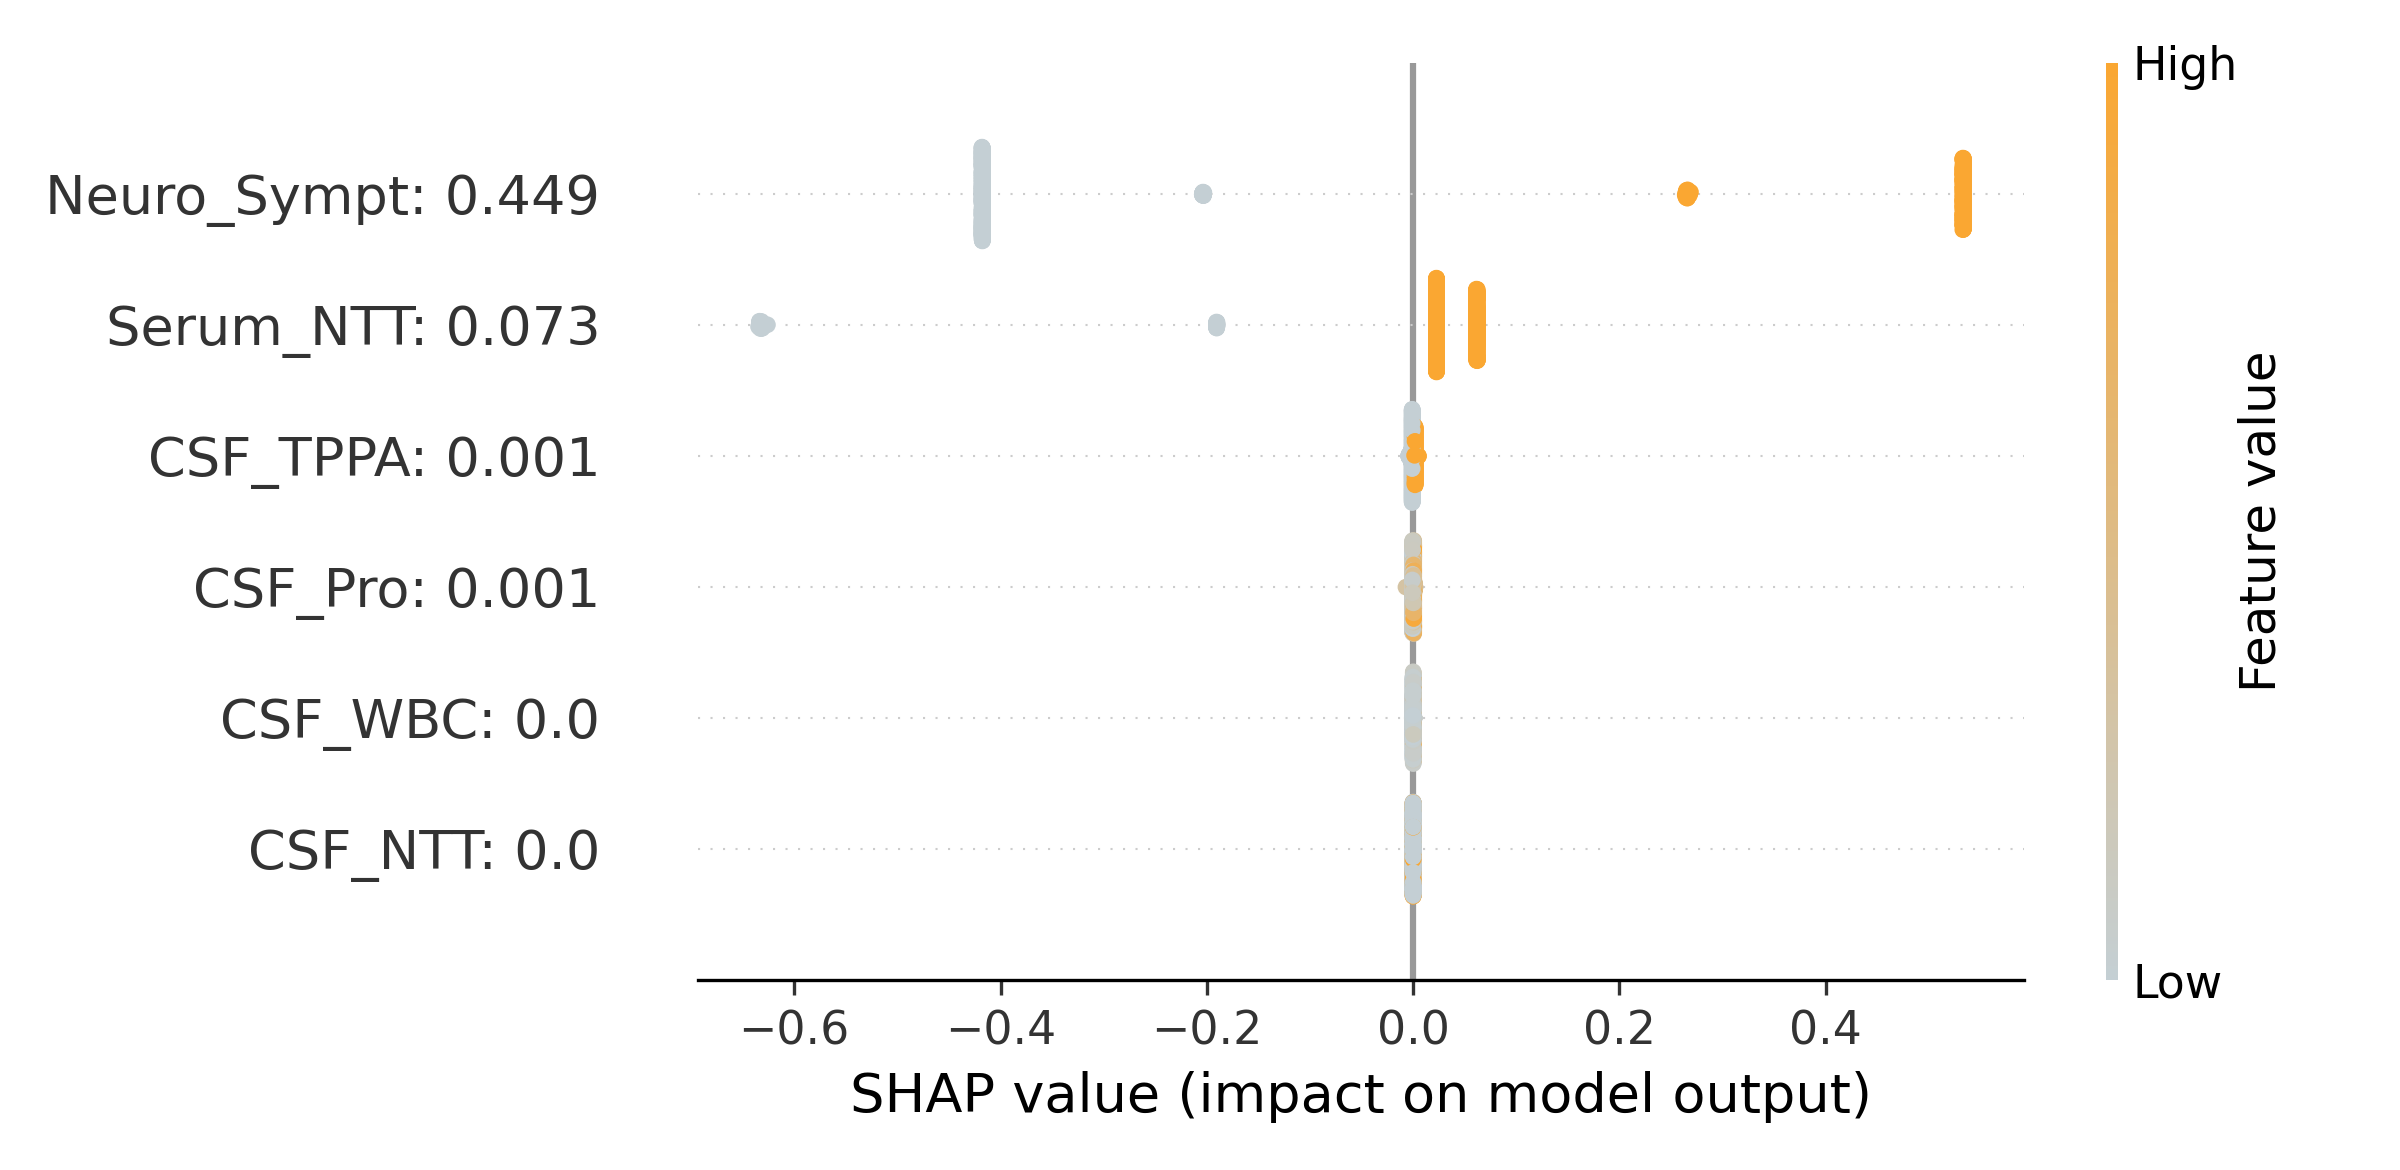 High
Neuro_Sympt: 0.449
Serum_NTT: 0.073
CSF_TPPA: 0.001
CSF_Pro: 0.001
CSF_WBC: 0.0
CSF_NTT: 0.0
Feature value
Low
−0.6 −0.4 −0.2 0.0 0.2 0.4
SHAP value (impact on model output)